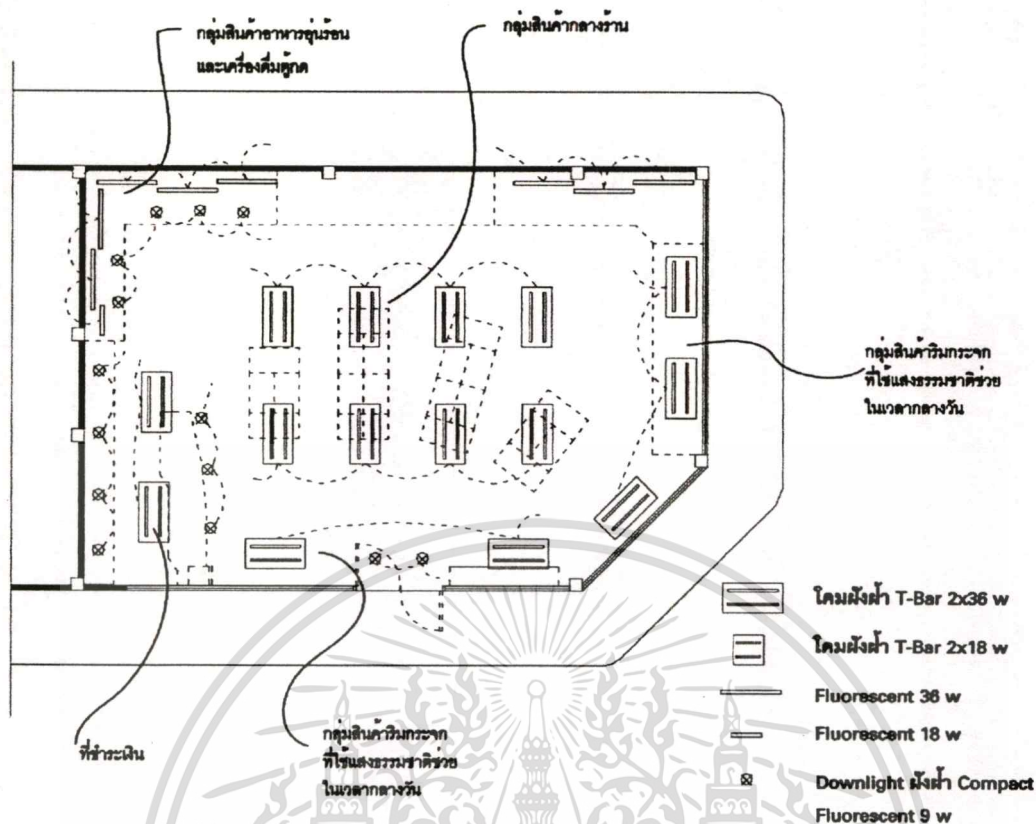 กลุ่มสินค้าอาหารอุ่นร้อน
และเครื่องดื่มตู้กด
กลุ่มสินค้ากลางร้าน
กลุ่มสินค้าริมกระจก
ที่ใช้แสงธรรมชาติช่วย
ในเวลากลางวัน
โคมฝังฝ้า T-Bar 2x36 w
โคมฝังฝ้า T-Bar 2x18 w
Fluorescent 36 w
Fluorescent 18 w
Downlight ฝังฝ้า Compact
Fluorescent 9 w
ที่ชำระเงิน
กลุ่มสินค้าริมกระจก
ที่ใช้แสงธรรมชาติช่วย
ในเวลากลางวัน